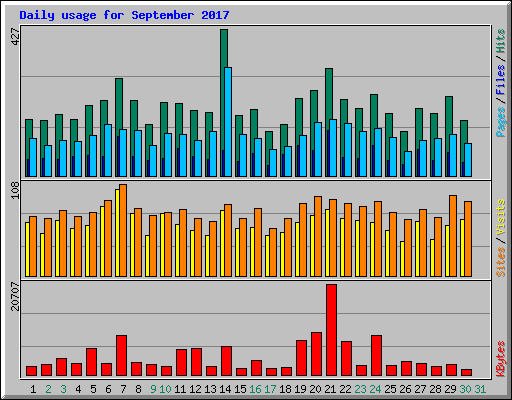 Daily usage for September 2017
427
Pages / Files / Hits
108
Sites / Visits
20707
KBytes
1 2 3 4 5 6 7 8 9 10 11 12 13 14 15 16 17 18 19 20 21 22 23 24 25 26 27 28 29 30 31